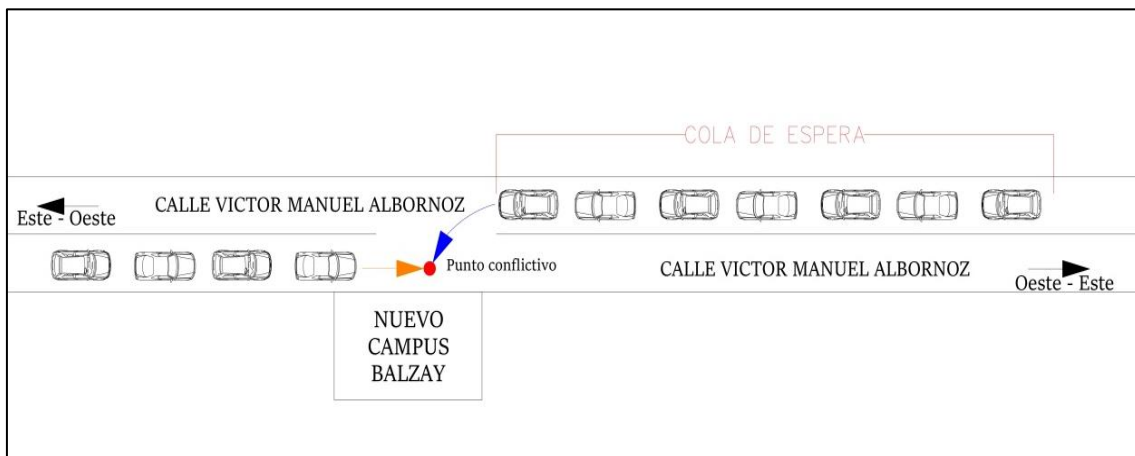 COLA DE ESPERA
CALLE VICTOR MANUEL ALBORNOZ
Este - Oeste
Punto conflictivo
CALLE VICTOR MANUEL ALBORNOZ
Oeste - Este
NUEVO
CAMPUS
BALZAY